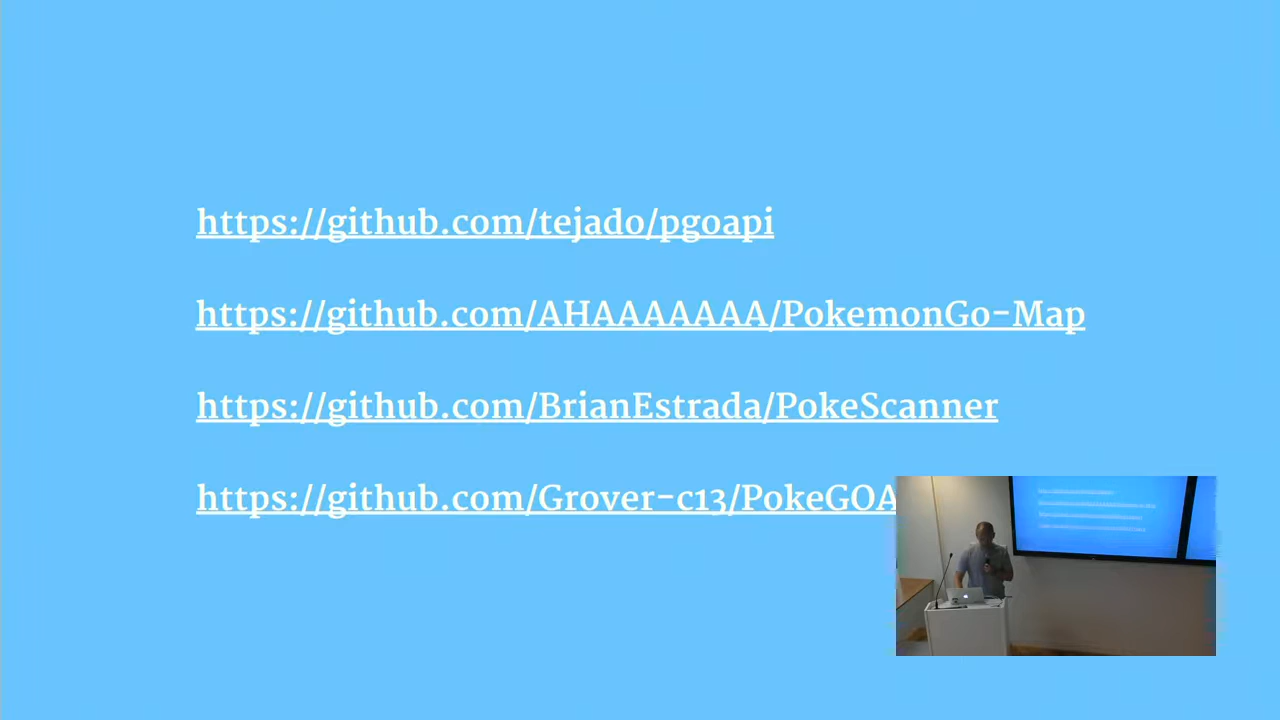 https://github.com/tejado/pgoapi
https://github.com/AHAAAAAAA/PokemonGo-Map
https://github.com/BrianEstrada/PokeScanner
https://github.com/Grover-c13/PokeGOA